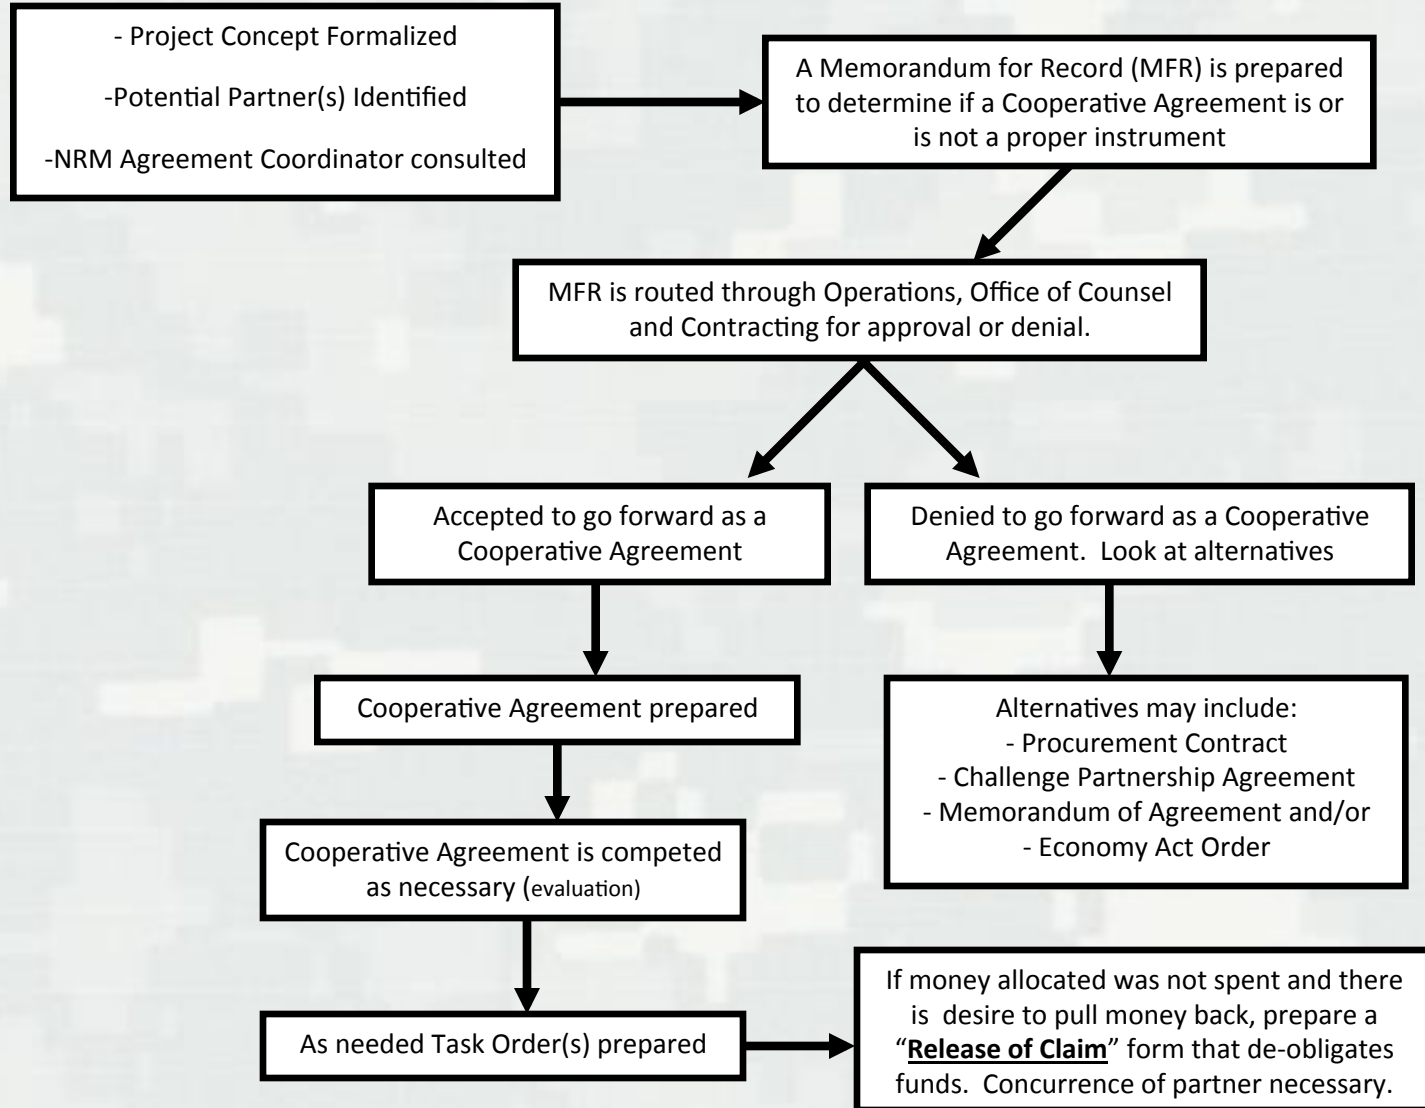 - Project Concept Formalized
-Potential Partner(s) Identified
-NRM Agreement Coordinator consulted
A Memorandum for Record (MFR) is prepared
to determine if a Cooperative Agreement is or
is not a proper instrument
MFR is routed through Operations, Office of Counsel
and Contracting for approval or denial.
Accepted to go forward as a
Cooperative Agreement
Denied to go forward as a Cooperative
Agreement.  Look at alternatives
Cooperative Agreement prepared
Alternatives may include:
- Procurement Contract
- Challenge Partnership Agreement
- Memorandum of Agreement and/or
- Economy Act Order
Cooperative Agreement is competed
as necessary (evaluation)
As needed Task Order(s) prepared
If money allocated was not spent and there
is  desire to pull money back, prepare a
“Release of Claim” form that de-obligates
funds.  Concurrence of partner necessary.